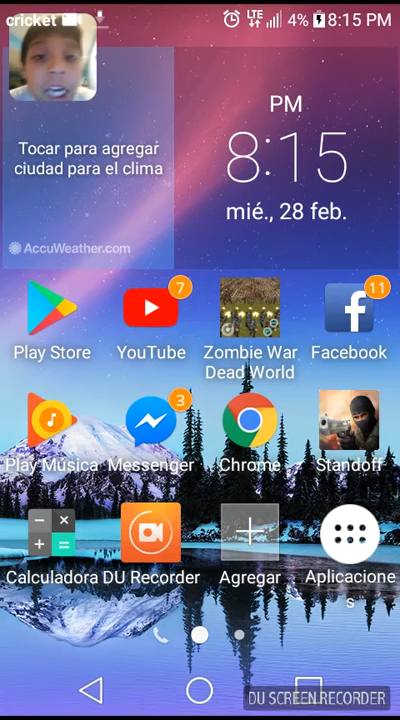 cricket LTE 4% 8:15 PM
Tocar para agregar
ciudad para el clima
AccuWeather.com
PM
8:15
mié., 28 feb.
7
11
Play Store YouTube Zombie War Dead World Facebook
3
Play Música Messenger Chrome Standoff
Calculadora DU Recorder Agregar Aplicaciones
DU SCREEN RECORDER